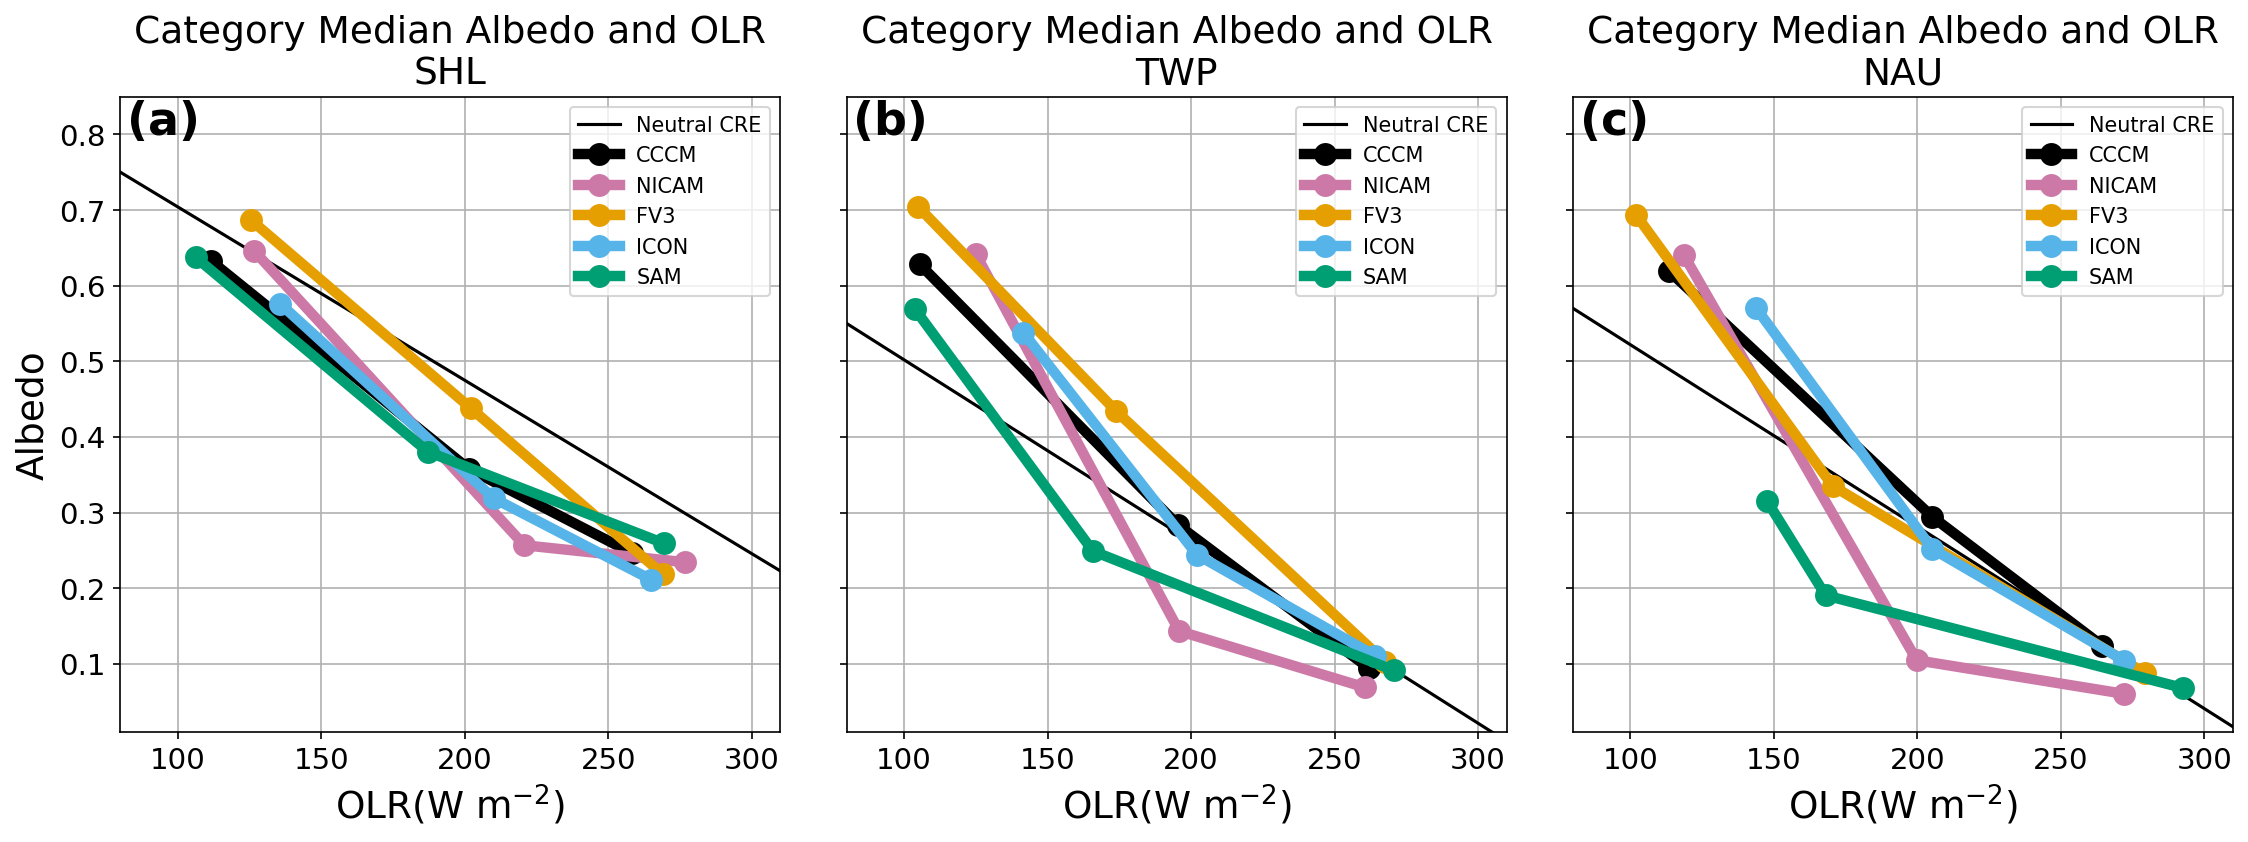 Category Median Albedo and OLR
SHL
(a)
Neutral CRE
CCCM
NICAM
FV3
ICON
SAM
0.8
0.7
0.6
0.5
0.4
0.3
0.2
0.1
Albedo
100 150 200 250 300
OLR(W m⁻²)
Category Median Albedo and OLR
TWP
(b)
Neutral CRE
CCCM
NICAM
FV3
ICON
SAM
100 150 200 250 300
OLR(W m⁻²)
Category Median Albedo and OLR
NAU
(c)
Neutral CRE
CCCM
NICAM
FV3
ICON
SAM
100 150 200 250 300
OLR(W m⁻²)